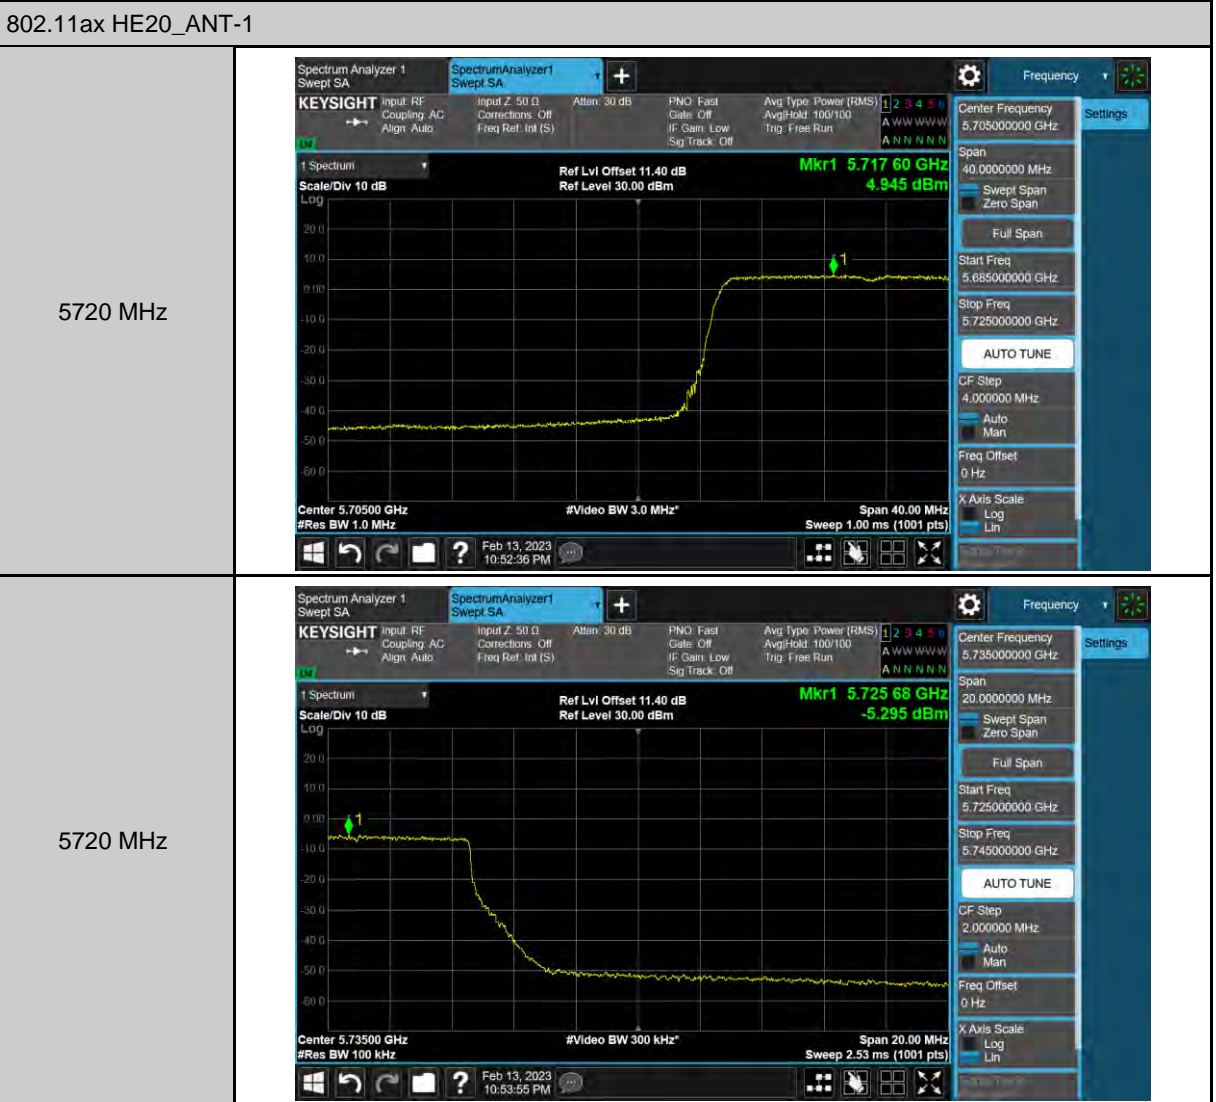 802.11ax HE20_ANT-1
5720 MHz
Spectrum Analyzer 1
Swept SA
SpectrumAnalyzer1
Swept SA
+
Frequency
KEYSIGHT
Input: RF
Coupling: AC
Align: Auto
Input Z: 50 Ω
Corrections: Off
Freq Ref: Int (S)
Atten: 30 dB
PNO: Fast
Gate: Off
IF Gain: Low
Sig Track: Off
Avg Type: Power (RMS)
Avg|Hold: 100/100
Trig: Free Run
1 2 3 4 5 6
A W W W W W
A N N N N N
Center Frequency
5.705000000 GHz
Settings
1 Spectrum
Scale/Div 10 dB
Ref Lvl Offset 11.40 dB
Ref Level 30.00 dBm
Mkr1 5.717 60 GHz
4.945 dBm
Span
40.0000000 MHz
Swept Span
Zero Span
Full Span
Start Freq
5.685000000 GHz
Stop Freq
5.725000000 GHz
AUTO TUNE
CF Step
4.000000 MHz
Auto
Man
Freq Offset
0 Hz
X Axis Scale
Log
Lin
Log
20.0
10.0
0.00
-10.0
-20.0
-30.0
-40.0
-50.0
-60.0
1
Center 5.70500 GHz
#Res BW 1.0 MHz
#Video BW 3.0 MHz*
Span 40.00 MHz
Sweep 1.00 ms (1001 pts)
?
Feb 13, 2023
10:52:36 PM
5720 MHz
Spectrum Analyzer 1
Swept SA
SpectrumAnalyzer1
Swept SA
+
Frequency
KEYSIGHT
Input: RF
Coupling: AC
Align: Auto
Input Z: 50 Ω
Corrections: Off
Freq Ref: Int (S)
Atten: 30 dB
PNO: Fast
Gate: Off
IF Gain: Low
Sig Track: Off
Avg Type: Power (RMS)
Avg|Hold: 100/100
Trig: Free Run
1 2 3 4 5 6
A W W W W W
A N N N N N
Center Frequency
5.735000000 GHz
Settings
1 Spectrum
Scale/Div 10 dB
Ref Lvl Offset 11.40 dB
Ref Level 30.00 dBm
Mkr1 5.725 68 GHz
-5.295 dBm
Span
20.0000000 MHz
Swept Span
Zero Span
Full Span
Start Freq
5.725000000 GHz
Stop Freq
5.745000000 GHz
AUTO TUNE
CF Step
2.000000 MHz
Auto
Man
Freq Offset
0 Hz
X Axis Scale
Log
Lin
Log
20.0
10.0
0.00
-10.0
-20.0
-30.0
-40.0
-50.0
-60.0
1
Center 5.73500 GHz
#Res BW 100 kHz
#Video BW 300 kHz*
Span 20.00 MHz
Sweep 2.53 ms (1001 pts)
?
Feb 13, 2023
10:53:55 PM